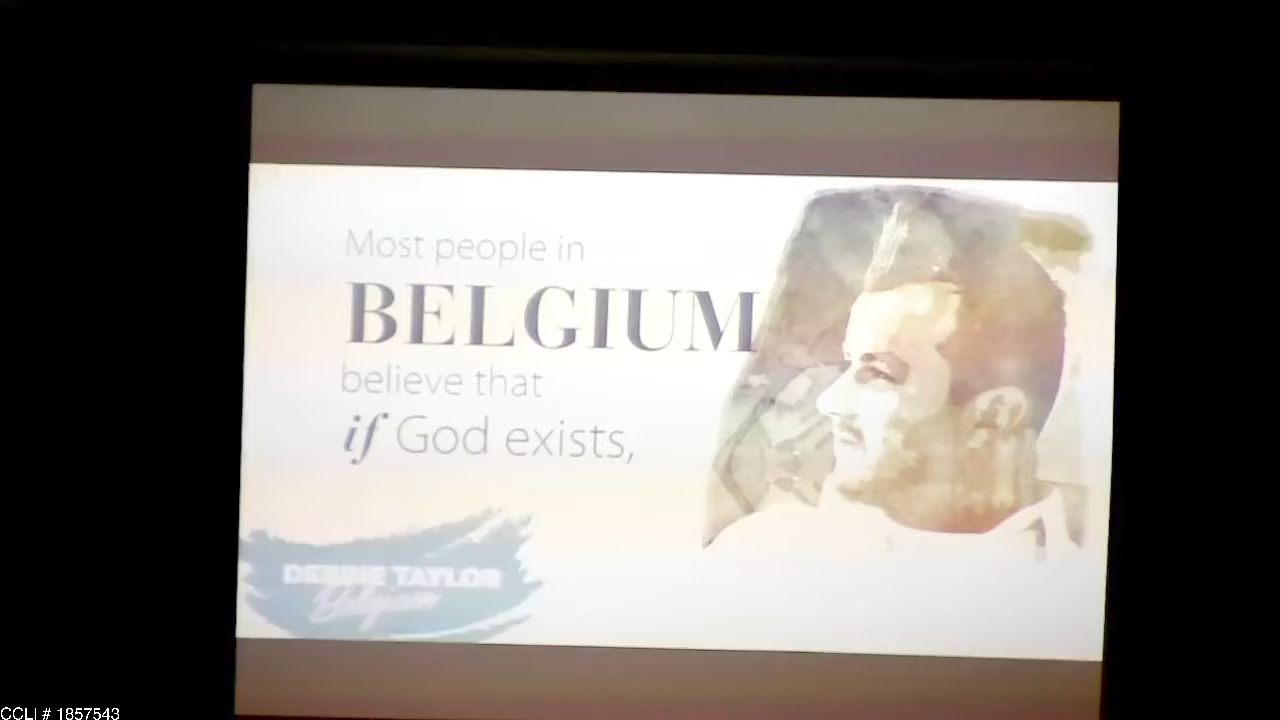 Most people in
BELGIUM
believe that
if God exists,
DEBBIE TAYLOR
Belgium
CCLI # 1857543